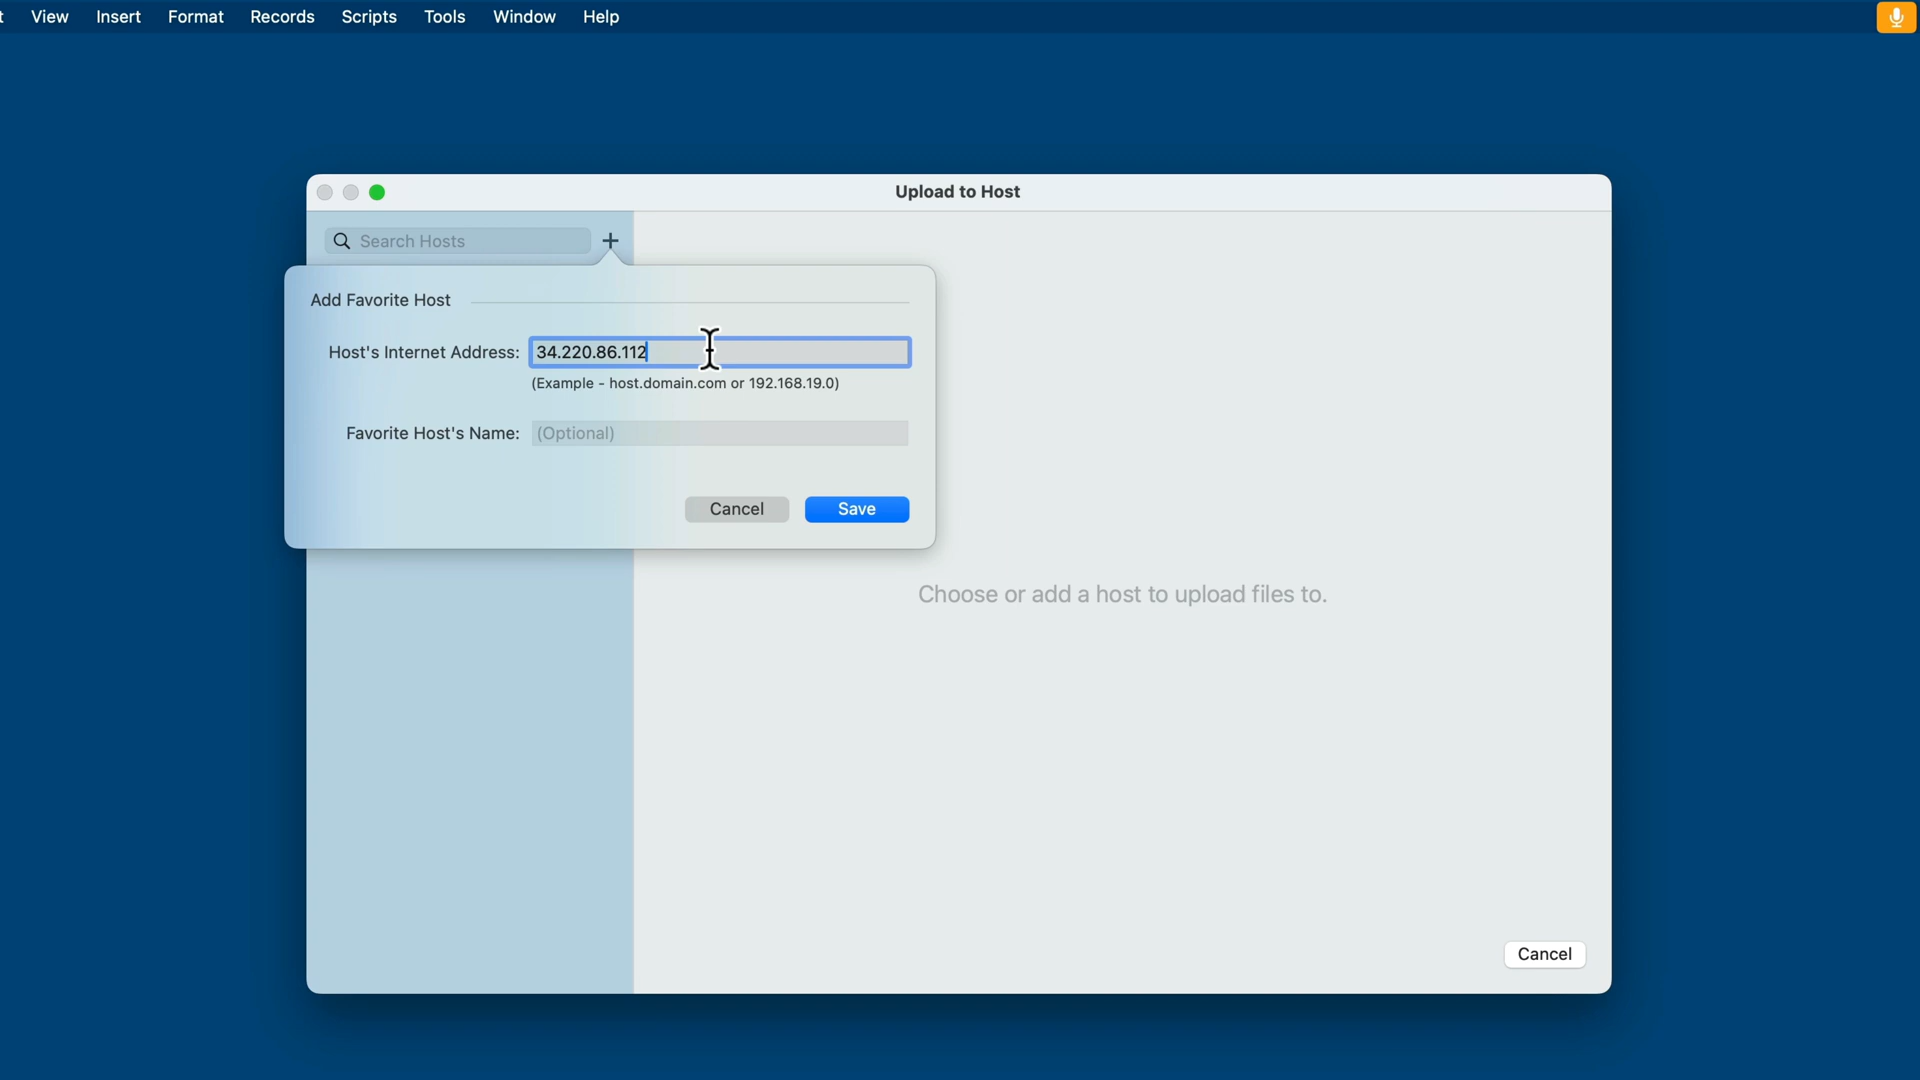 View Insert Format Records Scripts Tools Window Help
Upload to Host
Search Hosts
Add Favorite Host
Host's Internet Address: 34.220.86.112
(Example - host.domain.com or 192.168.19.0)
Favorite Host's Name: (Optional)
Cancel Save
Choose or add a host to upload files to.
Cancel